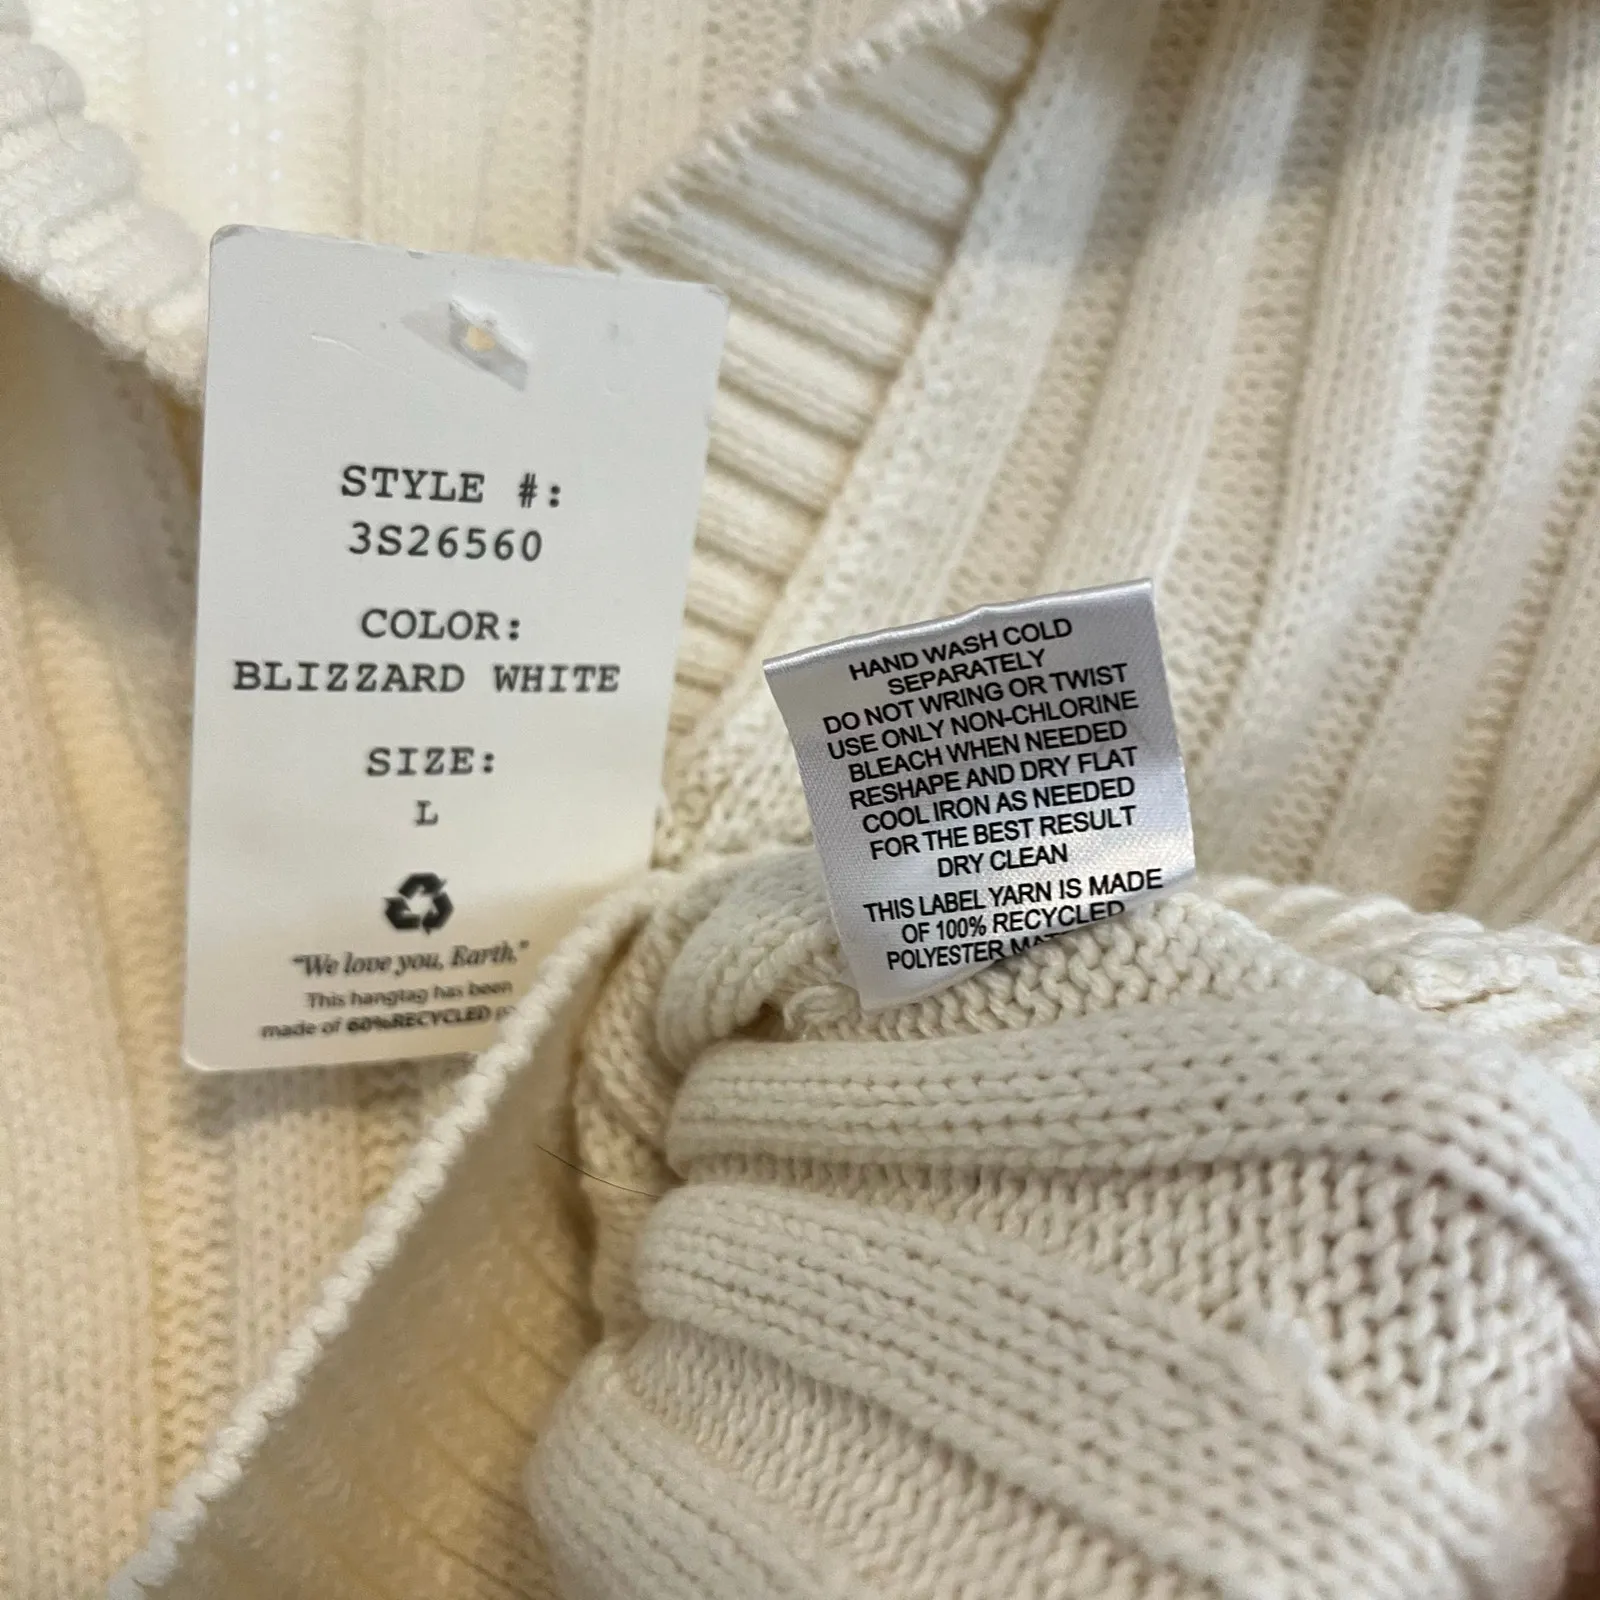 STYLE #:
3S26560
COLOR:
BLIZZARD WHITE
SIZE:
L
"We love you, Earth,"
This hangtag has been
made of 60%RECYCLED
HAND WASH COLD
SEPARATELY
DO NOT WRING OR TWIST
USE ONLY NON-CHLORINE
BLEACH WHEN NEEDED
RESHAPE AND DRY FLAT
COOL IRON AS NEEDED
FOR THE BEST RESULT
DRY CLEAN
THIS LABEL YARN IS MADE
OF 100% RECYCLED
POLYESTER